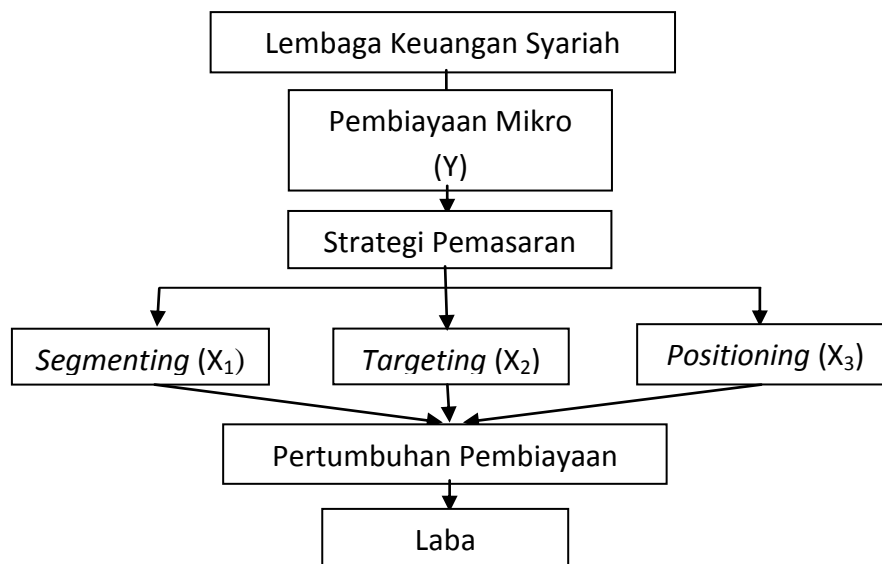 Lembaga Keuangan Syariah
Pembiayaan Mikro
(Y)
Strategi Pemasaran
Segmenting (X₁)
Targeting (X₂)
Positioning (X₃)
Pertumbuhan Pembiayaan
Laba